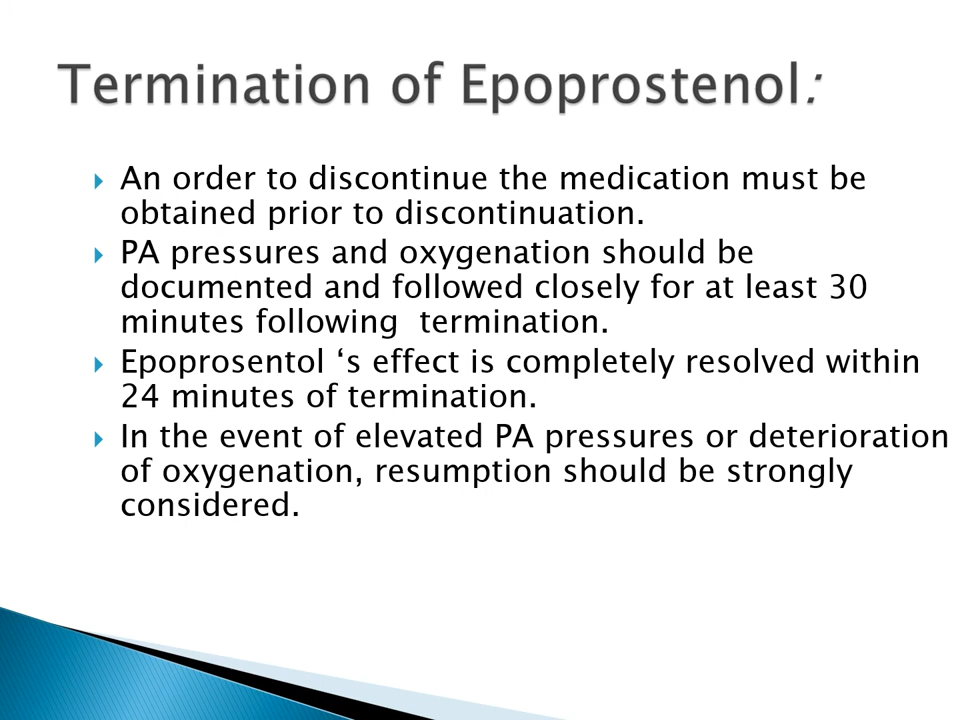 Termination of Epoprostenol:
An order to discontinue the medication must be
obtained prior to discontinuation.
PA pressures and oxygenation should be
documented and followed closely for at least 30
minutes following  termination.
Epoprosentol ‘s effect is completely resolved within
24 minutes of termination.
In the event of elevated PA pressures or deterioration
of oxygenation, resumption should be strongly
considered.